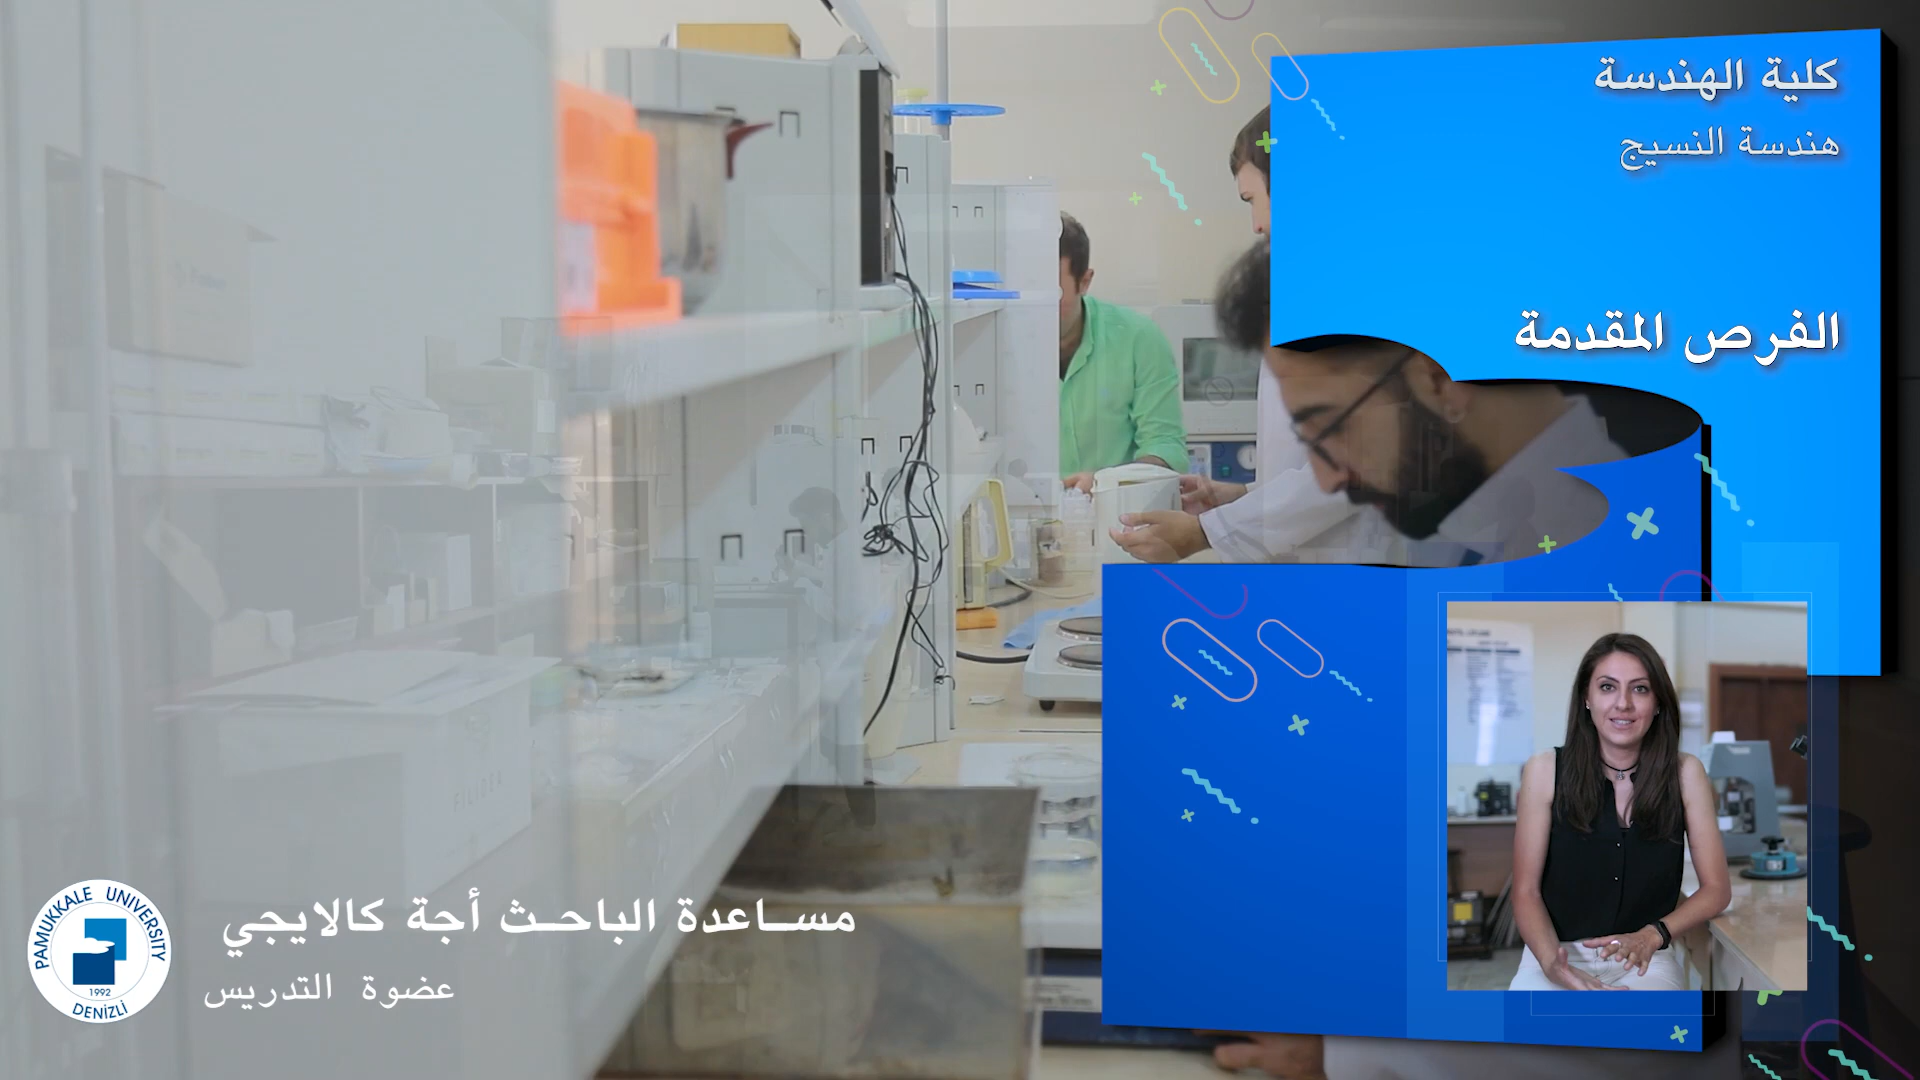 كلية الهندسة
هندسة النسيج
الفرص المقدمة
مساعدة الباحث أجة كالايجي
عضوة التدريس
PAMUKKALE UNIVERSITY
1992
DENİZLİ